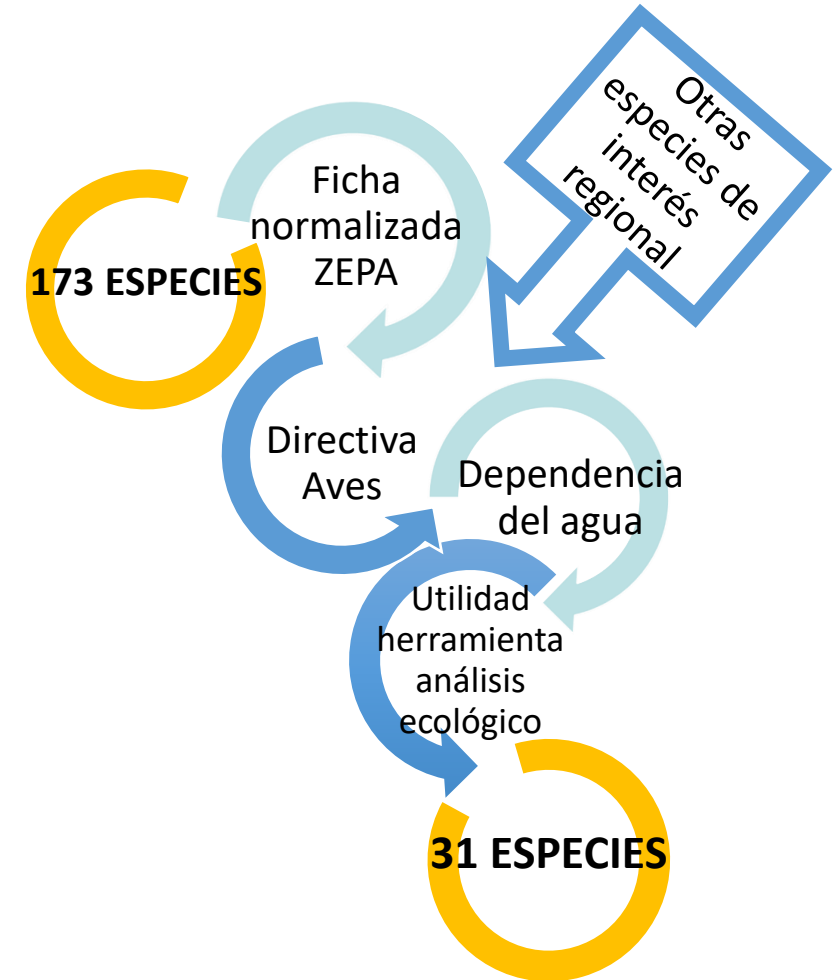 173 ESPECIES
Ficha
normalizada
ZEPA
Otras
especies de
interés
regional
Directiva
Aves
Dependencia
del agua
Utilidad
herramienta
análisis
ecológico
31 ESPECIES